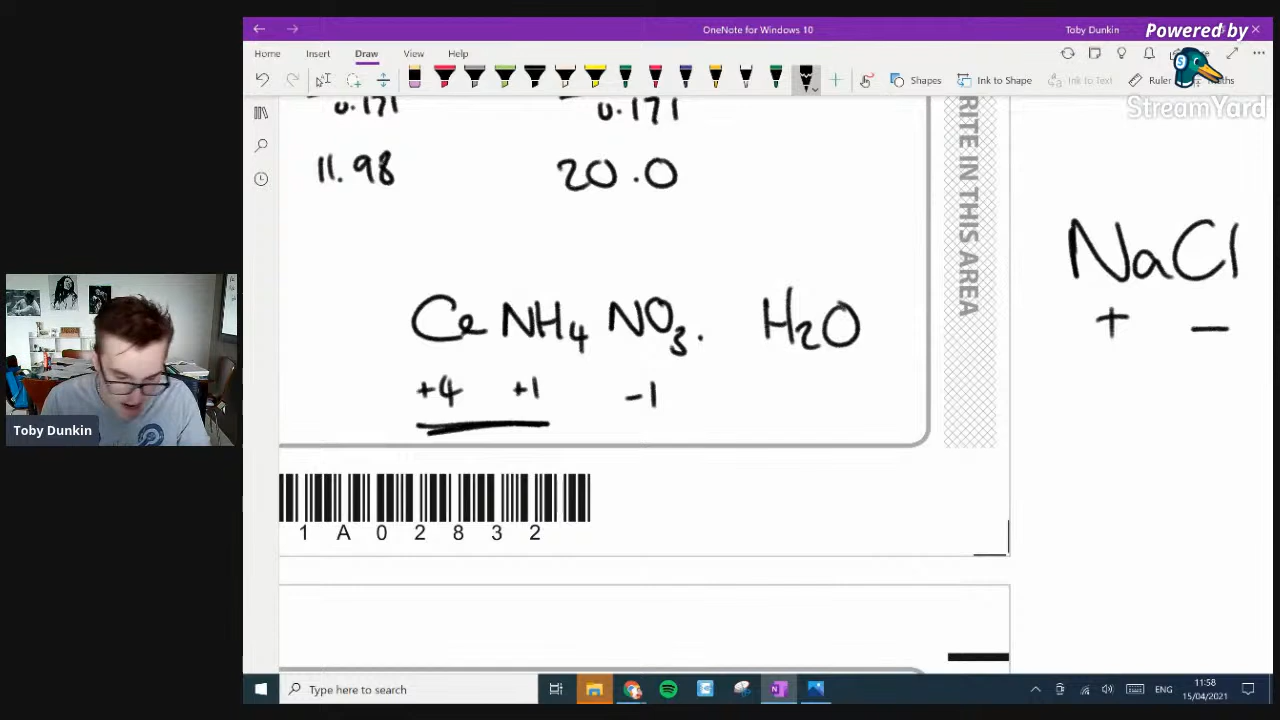 OneNote for Windows 10
Toby Dunkin
Powered by
StreamYard
Home Insert Draw View Help
Shapes Ink to Shape Ink to Text Ruler
0.171 0.171
11.98 20.0
RITE IN THIS AREA
NaCl
+ −
Ce NH4 NO3. H2O
+4 +1 -1
Toby Dunkin
1 A 0 2 8 3 2
Type here to search
ENG
11:58
15/04/2021